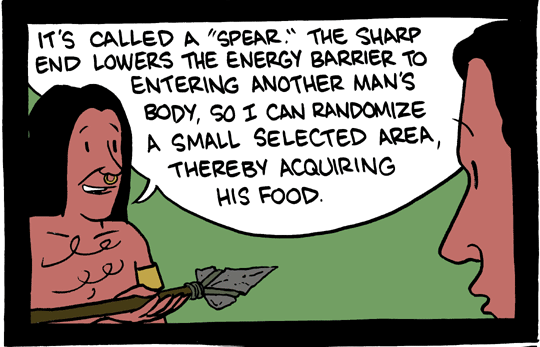 IT'S CALLED A "SPEAR." THE SHARP
END LOWERS THE ENERGY BARRIER TO
ENTERING ANOTHER MAN'S
BODY, SO I CAN RANDOMIZE
A SMALL SELECTED AREA,
THEREBY ACQUIRING
HIS FOOD.